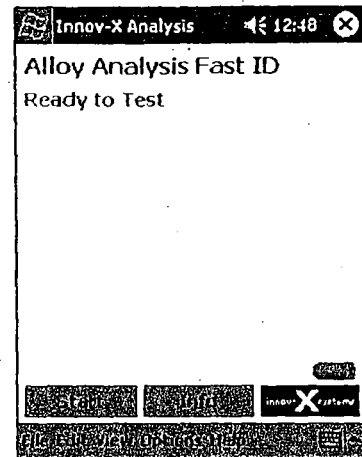 Innov-X Analysis 12:48
Alloy Analysis Fast ID
Ready to Test
Start Info innov-X systems
File Edit View Options Help